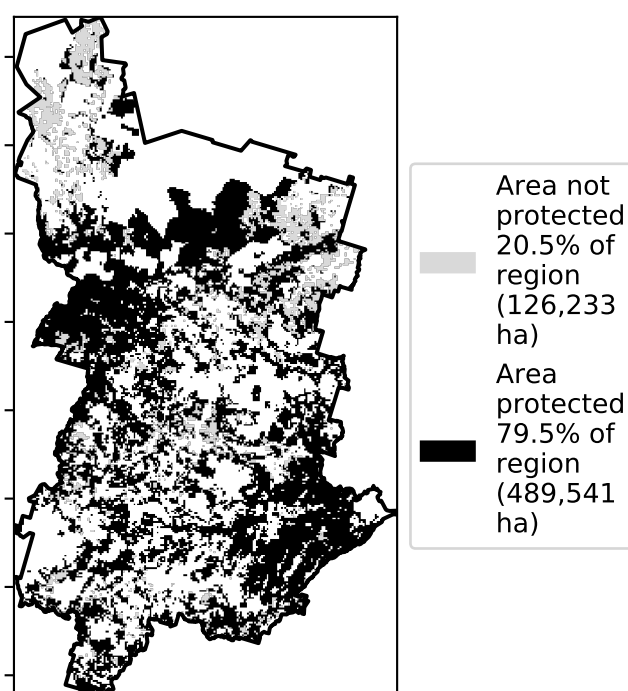 Area not
protected
20.5% of
region
(126,233
ha)
Area
protected
79.5% of
region
(489,541
ha)